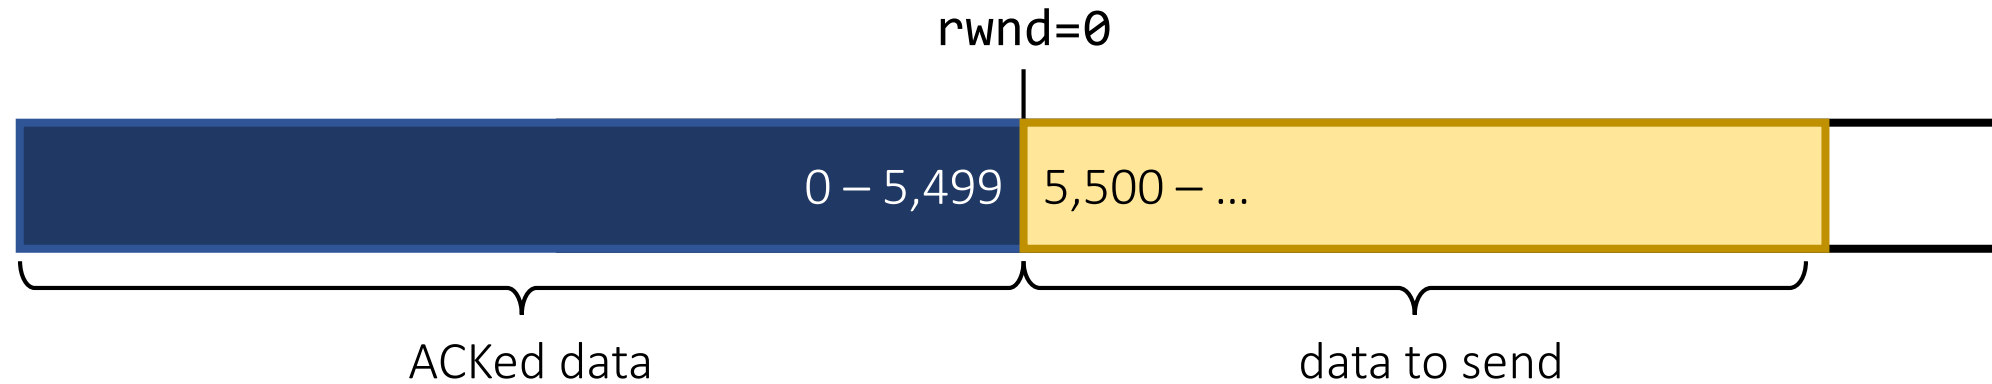 rwnd=0
0 – 5,499
5,500 – …
ACKed data
data to send